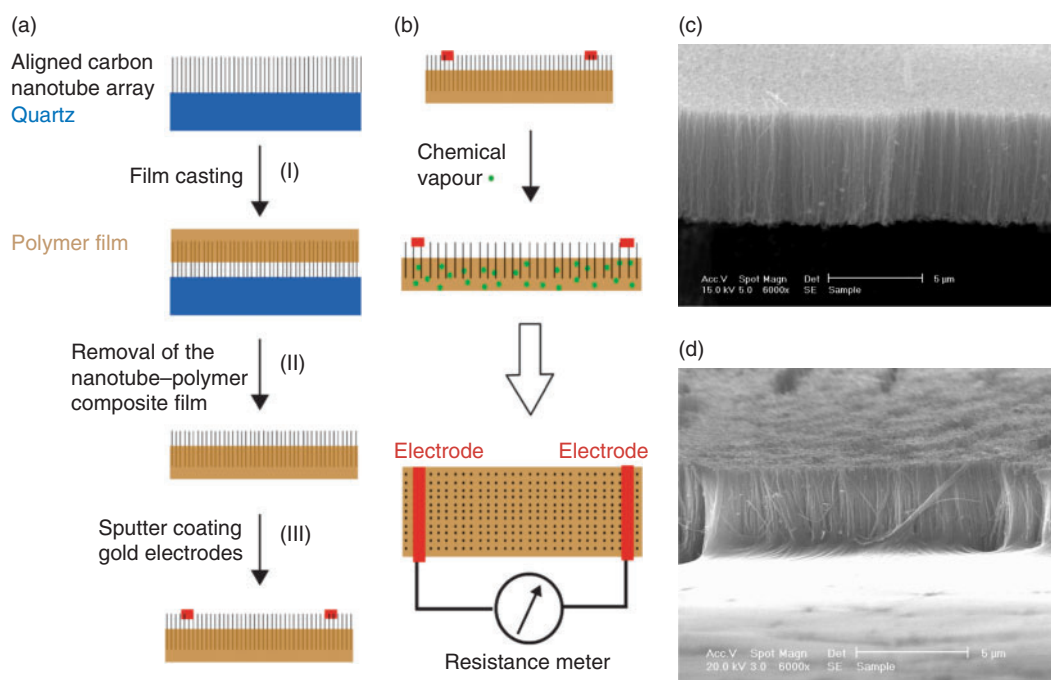 (a)
Aligned carbon
nanotube array
Quartz
Film casting
(I)
Polymer film
Removal of the
nanotube–polymer
composite film
(II)
Sputter coating
gold electrodes
(III)
(b)
Chemical
vapour
Electrode
Electrode
Resistance meter
(c)
Acc.V Spot Magn Det
15.0 kV 5.0 6000x SE Sample
5 µm
(d)
Acc.V Spot Magn Det
20.0 kV 3.0 6000x SE Sample
5 µm